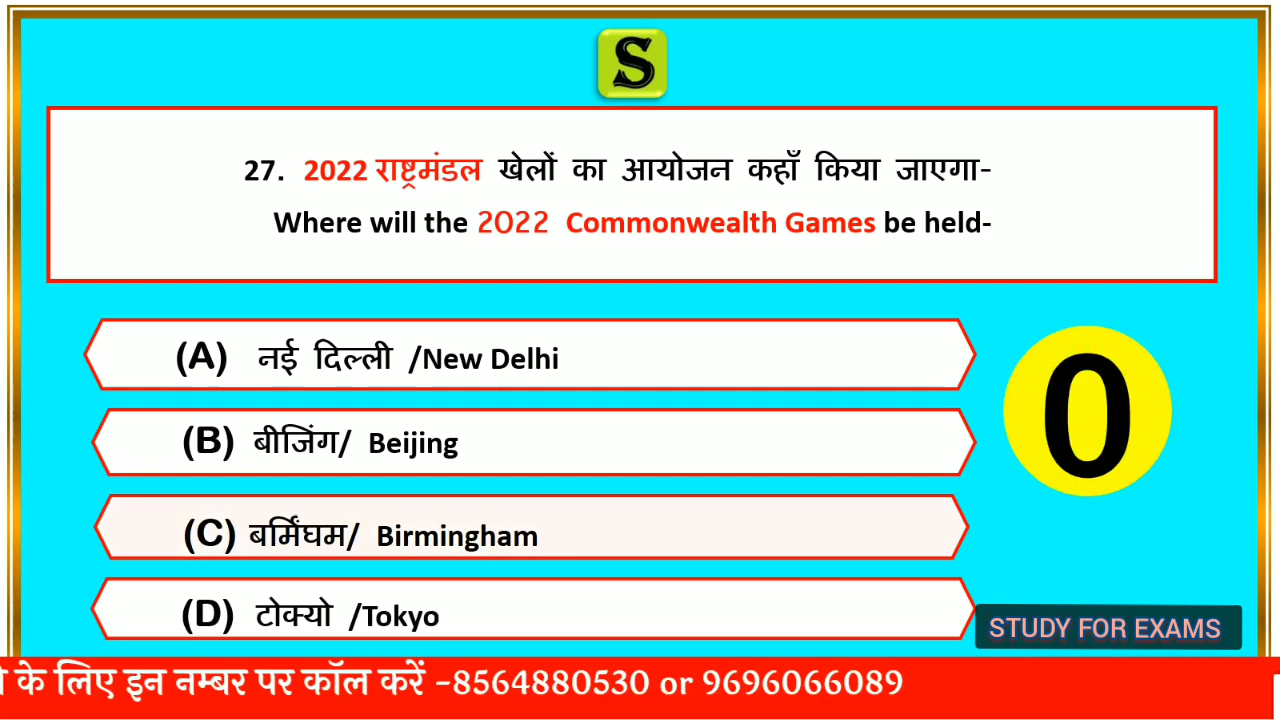 S
27. 2022 राष्ट्रमंडल खेलों का आयोजन कहाँ किया जाएगा-
Where will the 2022 Commonwealth Games be held-
(A) नई दिल्ली /New Delhi
(B) बीजिंग/ Beijing
(C) बर्मिंघम/ Birmingham
(D) टोक्यो /Tokyo
0
STUDY FOR EXAMS
के लिए इन नम्बर पर कॉल करें -8564880530 or 9696066089